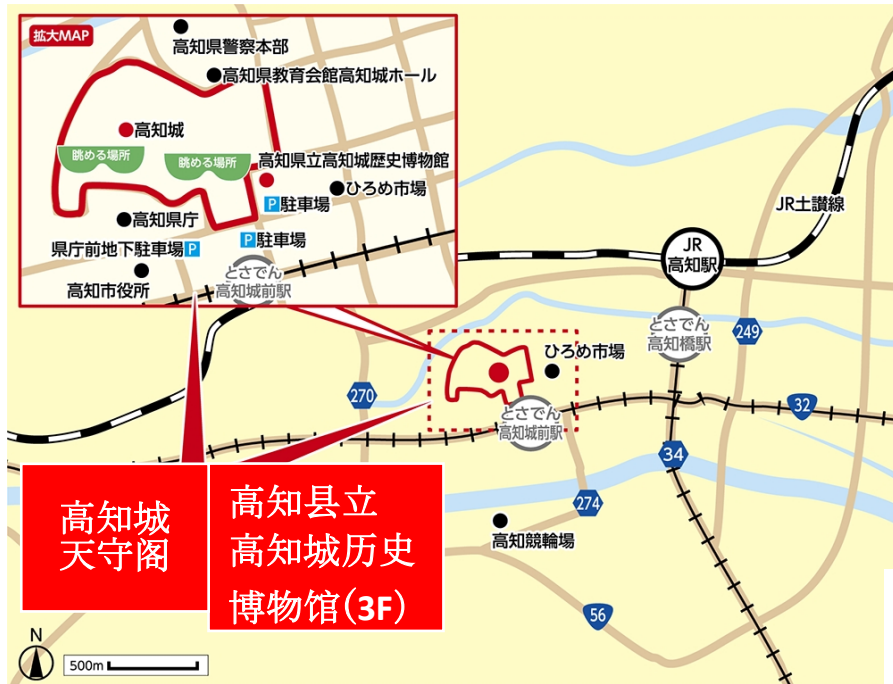 拡大MAP
高知県警察本部
高知県教育会館高知城ホール
高知城
眺める場所
眺める場所
高知県立高知城歴史博物館
ひろめ市場
P駐車場
高知県庁
県庁前地下駐車場P
P駐車場
高知市役所
とさでん
高知城前駅
JR土讃線
JR
高知駅
とさでん
高知橋駅
249
ひろめ市場
270
とさでん
高知城前駅
32
34
274
高知競輪場
56
高知城
天守阁
高知县立
高知城历史
博物馆(3F)
N
500m